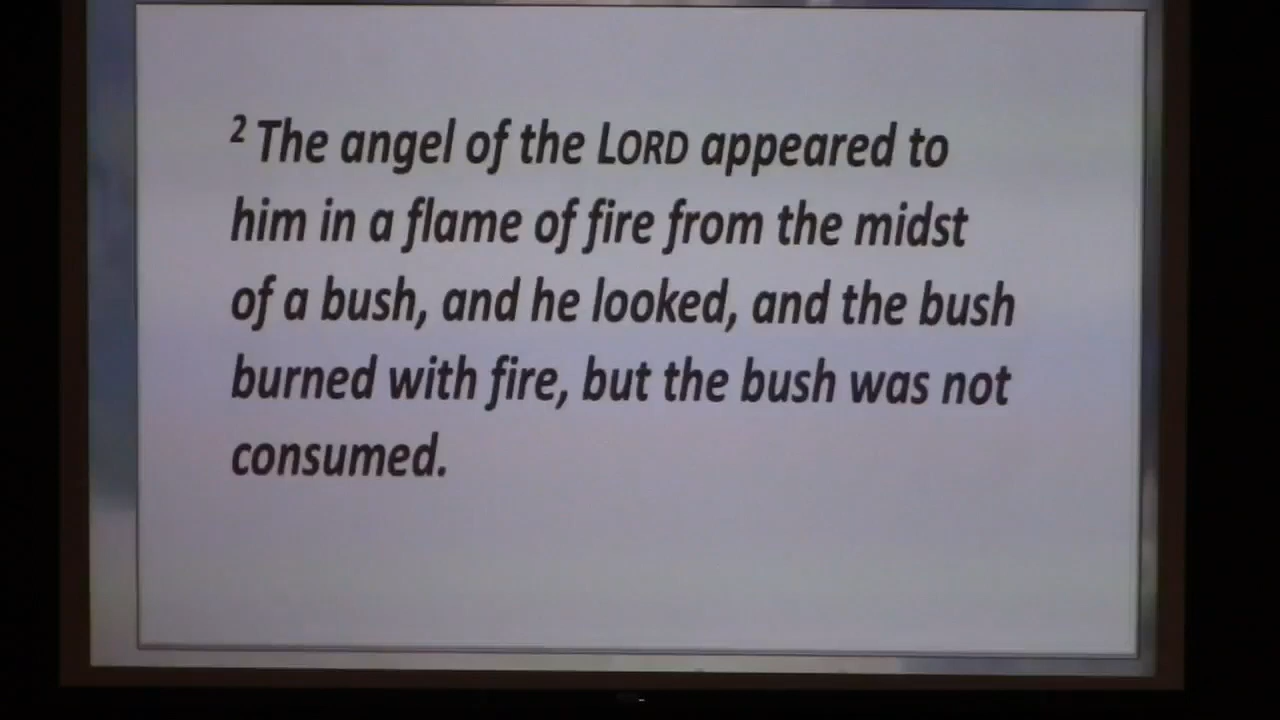 2 The angel of the LORD appeared to
him in a flame of fire from the midst
of a bush, and he looked, and the bush
burned with fire, but the bush was not
consumed.